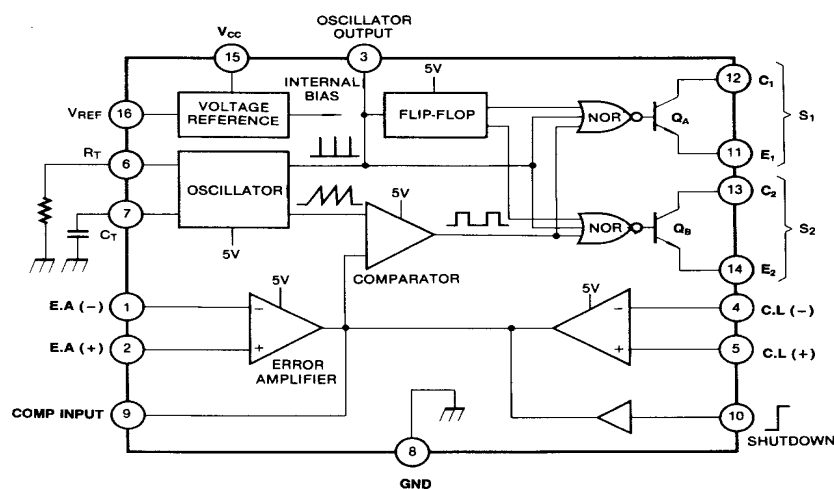 OSCILLATOR
OUTPUT
VCC
15
3
5V
12
C1
INTERNAL
BIAS
VREF
16
VOLTAGE
REFERENCE
FLIP-FLOP
NOR
QA
S1
RT
6
11
E1
OSCILLATOR
7
CT
5V
5V
COMPARATOR
NOR
QB
13
C2
S2
14
E2
E.A (-)
1
5V
-
5V
-
4
C.L (-)
E.A (+)
2
+
+
5
C.L (+)
ERROR
AMPLIFIER
COMP INPUT
9
10
SHUTDOWN
8
GND